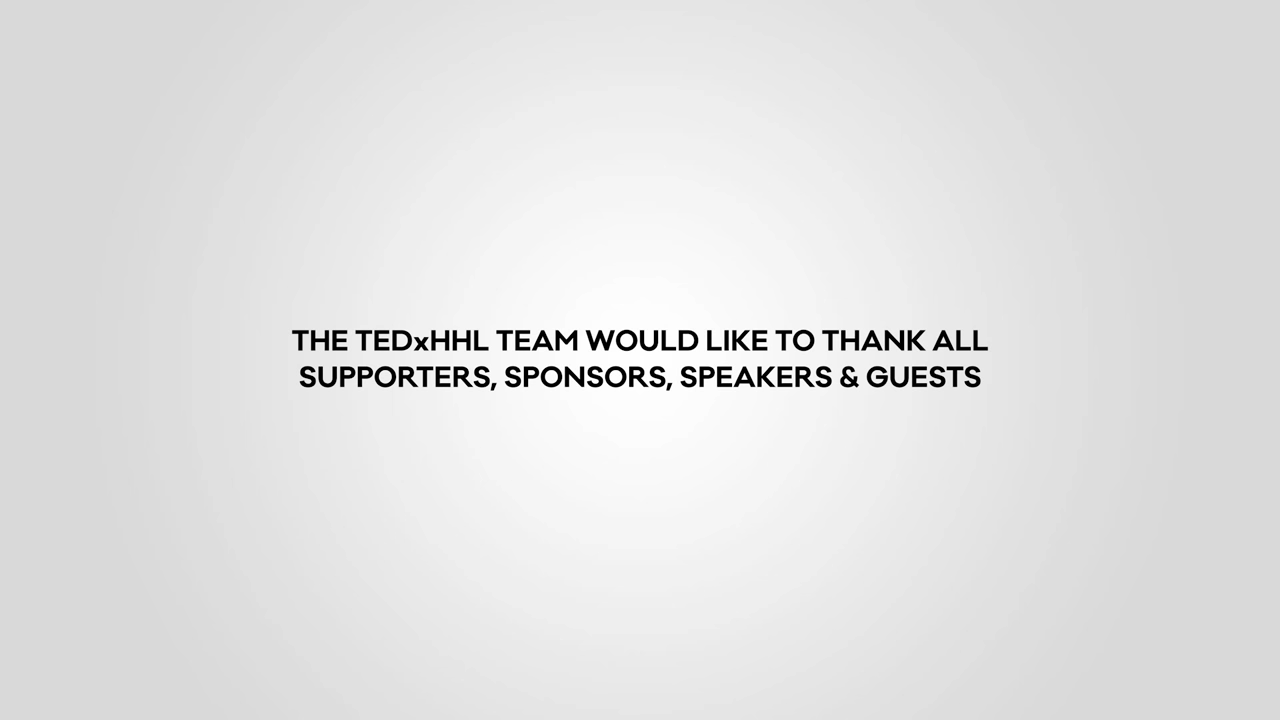 THE TEDxHHL TEAM WOULD LIKE TO THANK ALL
SUPPORTERS, SPONSORS, SPEAKERS & GUESTS